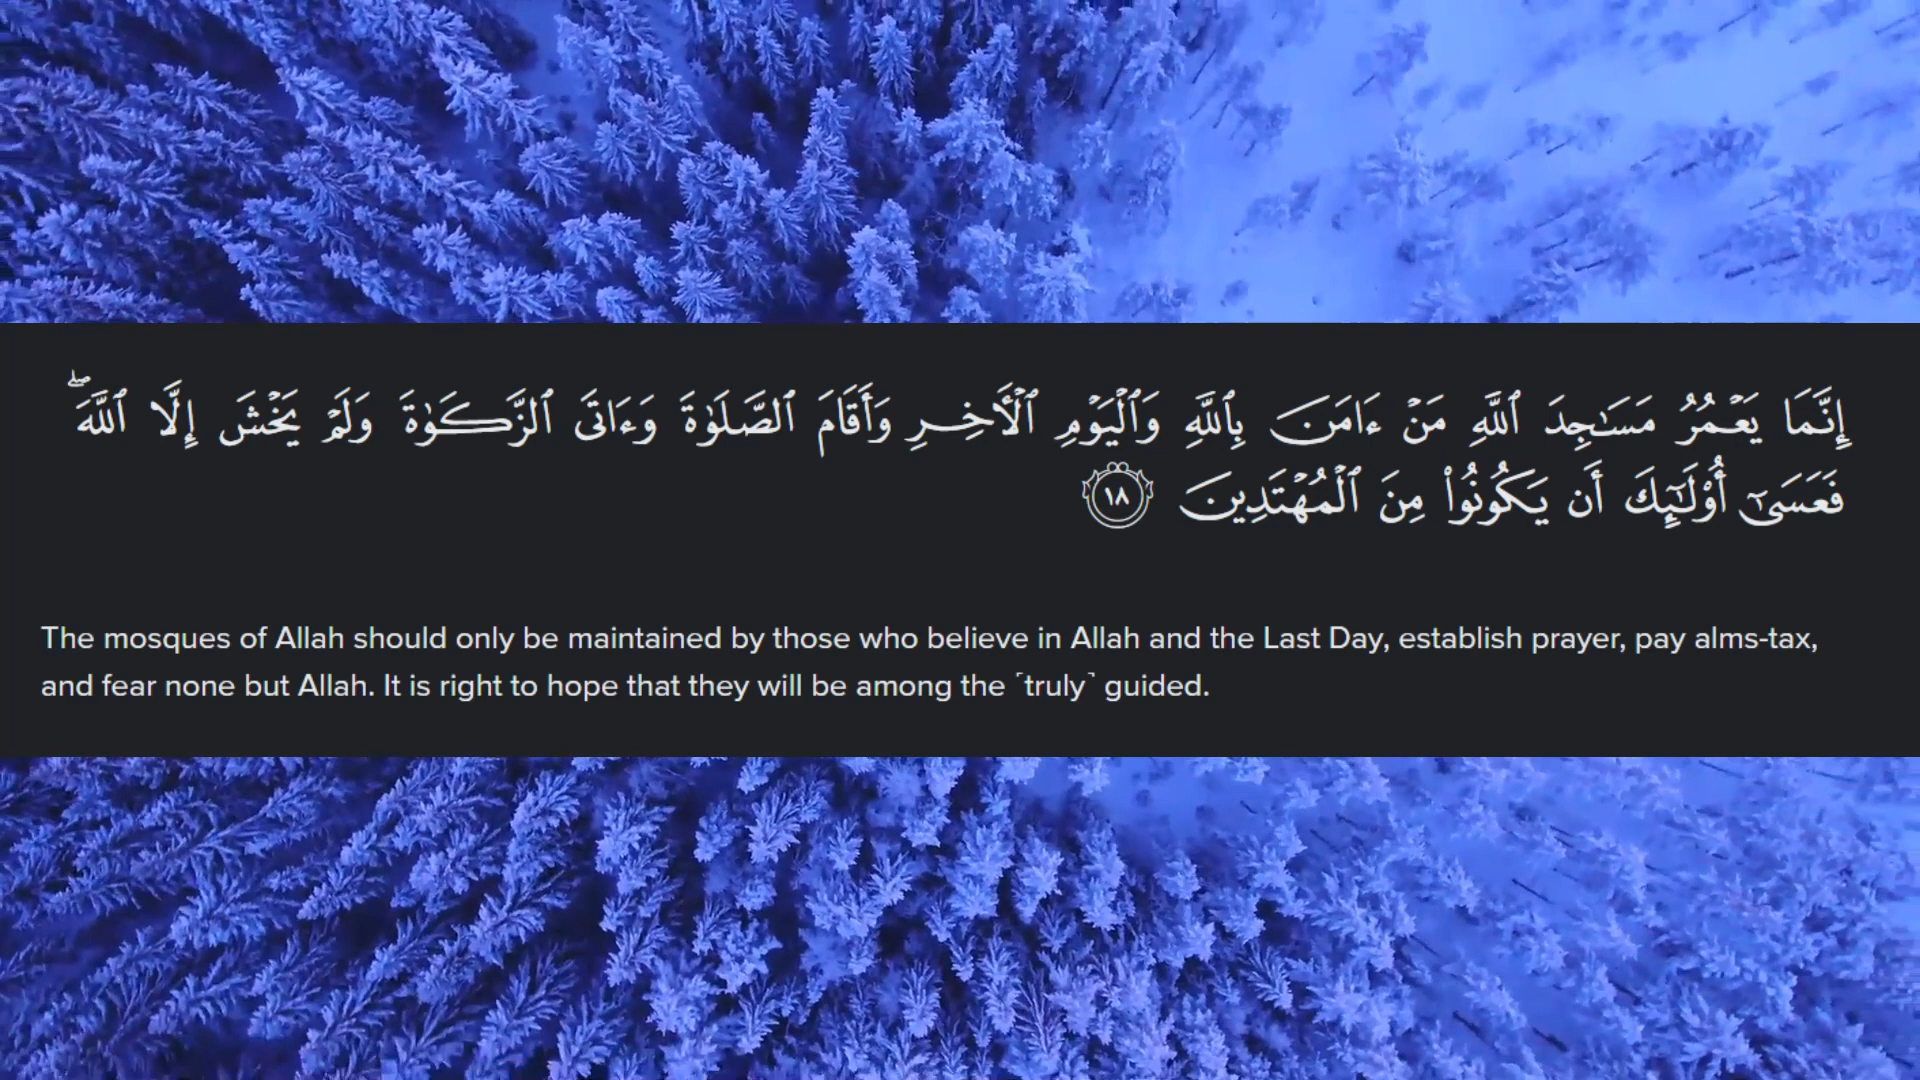 إِنَّمَا يَعْمُرُ مَسَـٰجِدَ ٱللَّهِ مَنْ ءَامَنَ بِٱللَّهِ وَٱلْيَوْمِ ٱلْـَٔاخِرِ وَأَقَامَ ٱلصَّلَوٰةَ وَءَاتَى ٱلزَّكَوٰةَ وَلَمْ يَخْشَ إِلَّا ٱللَّهَ ۖ
فَعَسَىٰٓ أُو۟لَـٰٓئِكَ أَن يَكُونُوا۟ مِنَ ٱلْمُهْتَدِينَ ١٨
The mosques of Allah should only be maintained by those who believe in Allah and the Last Day, establish prayer, pay alms-tax,
and fear none but Allah. It is right to hope that they will be among the ˹truly˺ guided.